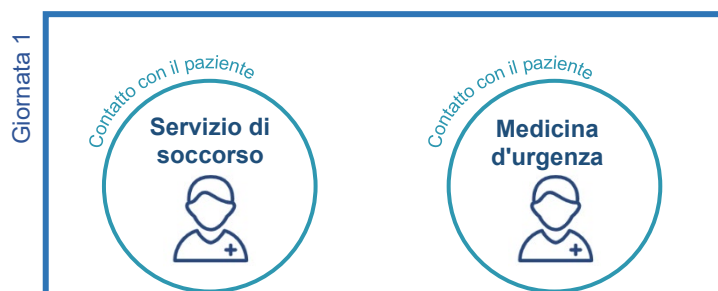 Giornata 1
Contatto con il paziente
Servizio di
soccorso
Contatto con il paziente
Medicina
d'urgenza